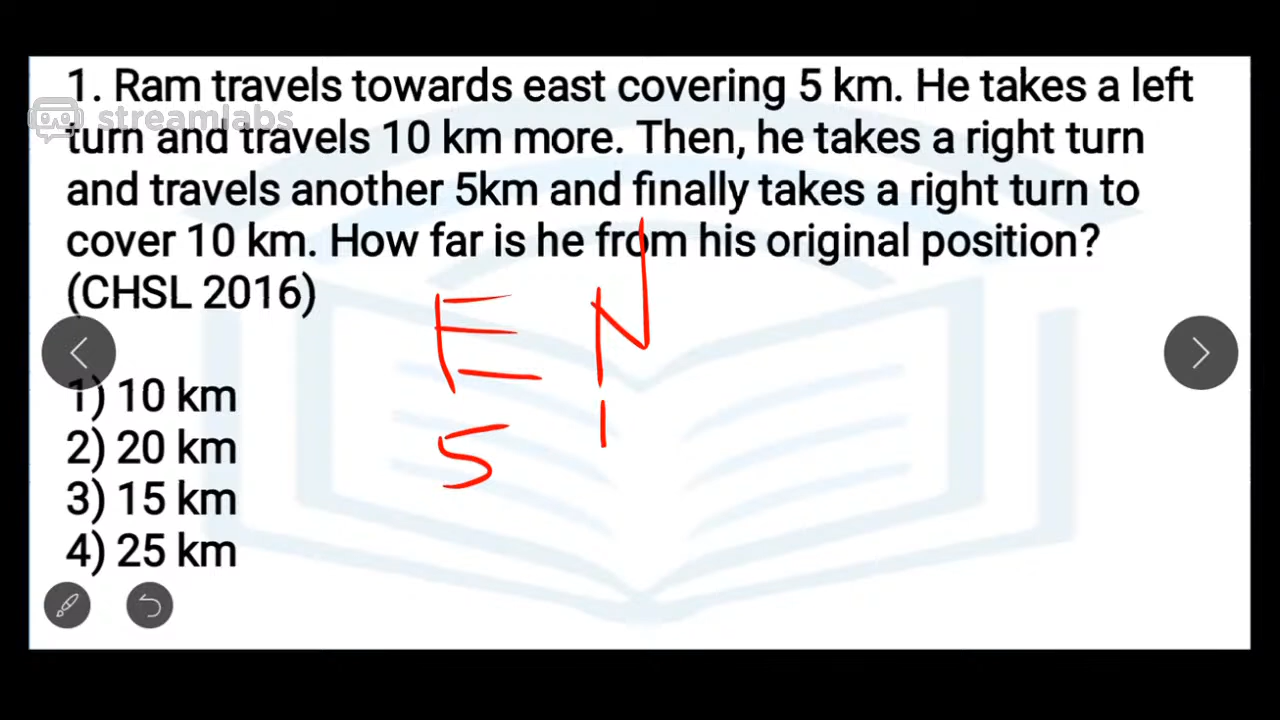 1. Ram travels towards east covering 5 km. He takes a left
streamlabs
turn and travels 10 km more. Then, he takes a right turn
and travels another 5km and finally takes a right turn to
cover 10 km. How far is he from his original position?
(CHSL 2016)
E N
1) 10 km
5 1
2) 20 km
3) 15 km
4) 25 km